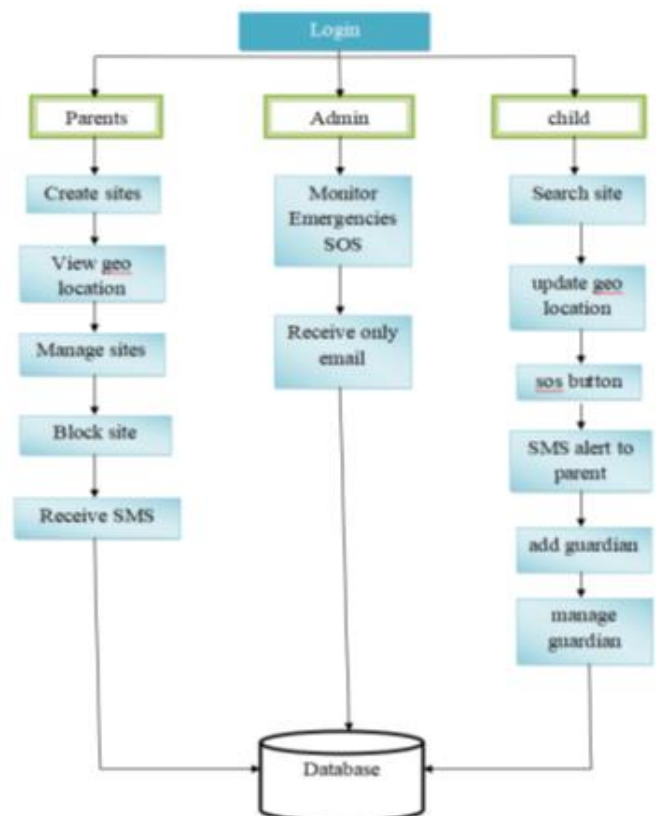 Login
Parents
Admin
child
Create sites
View geo
location
Manage sites
Block site
Receive SMS
Monitor
Emergencies
SOS
Receive only
email
Search site
update geo
location
sos button
SMS alert to
parent
add guardian
manage
guardian
Database